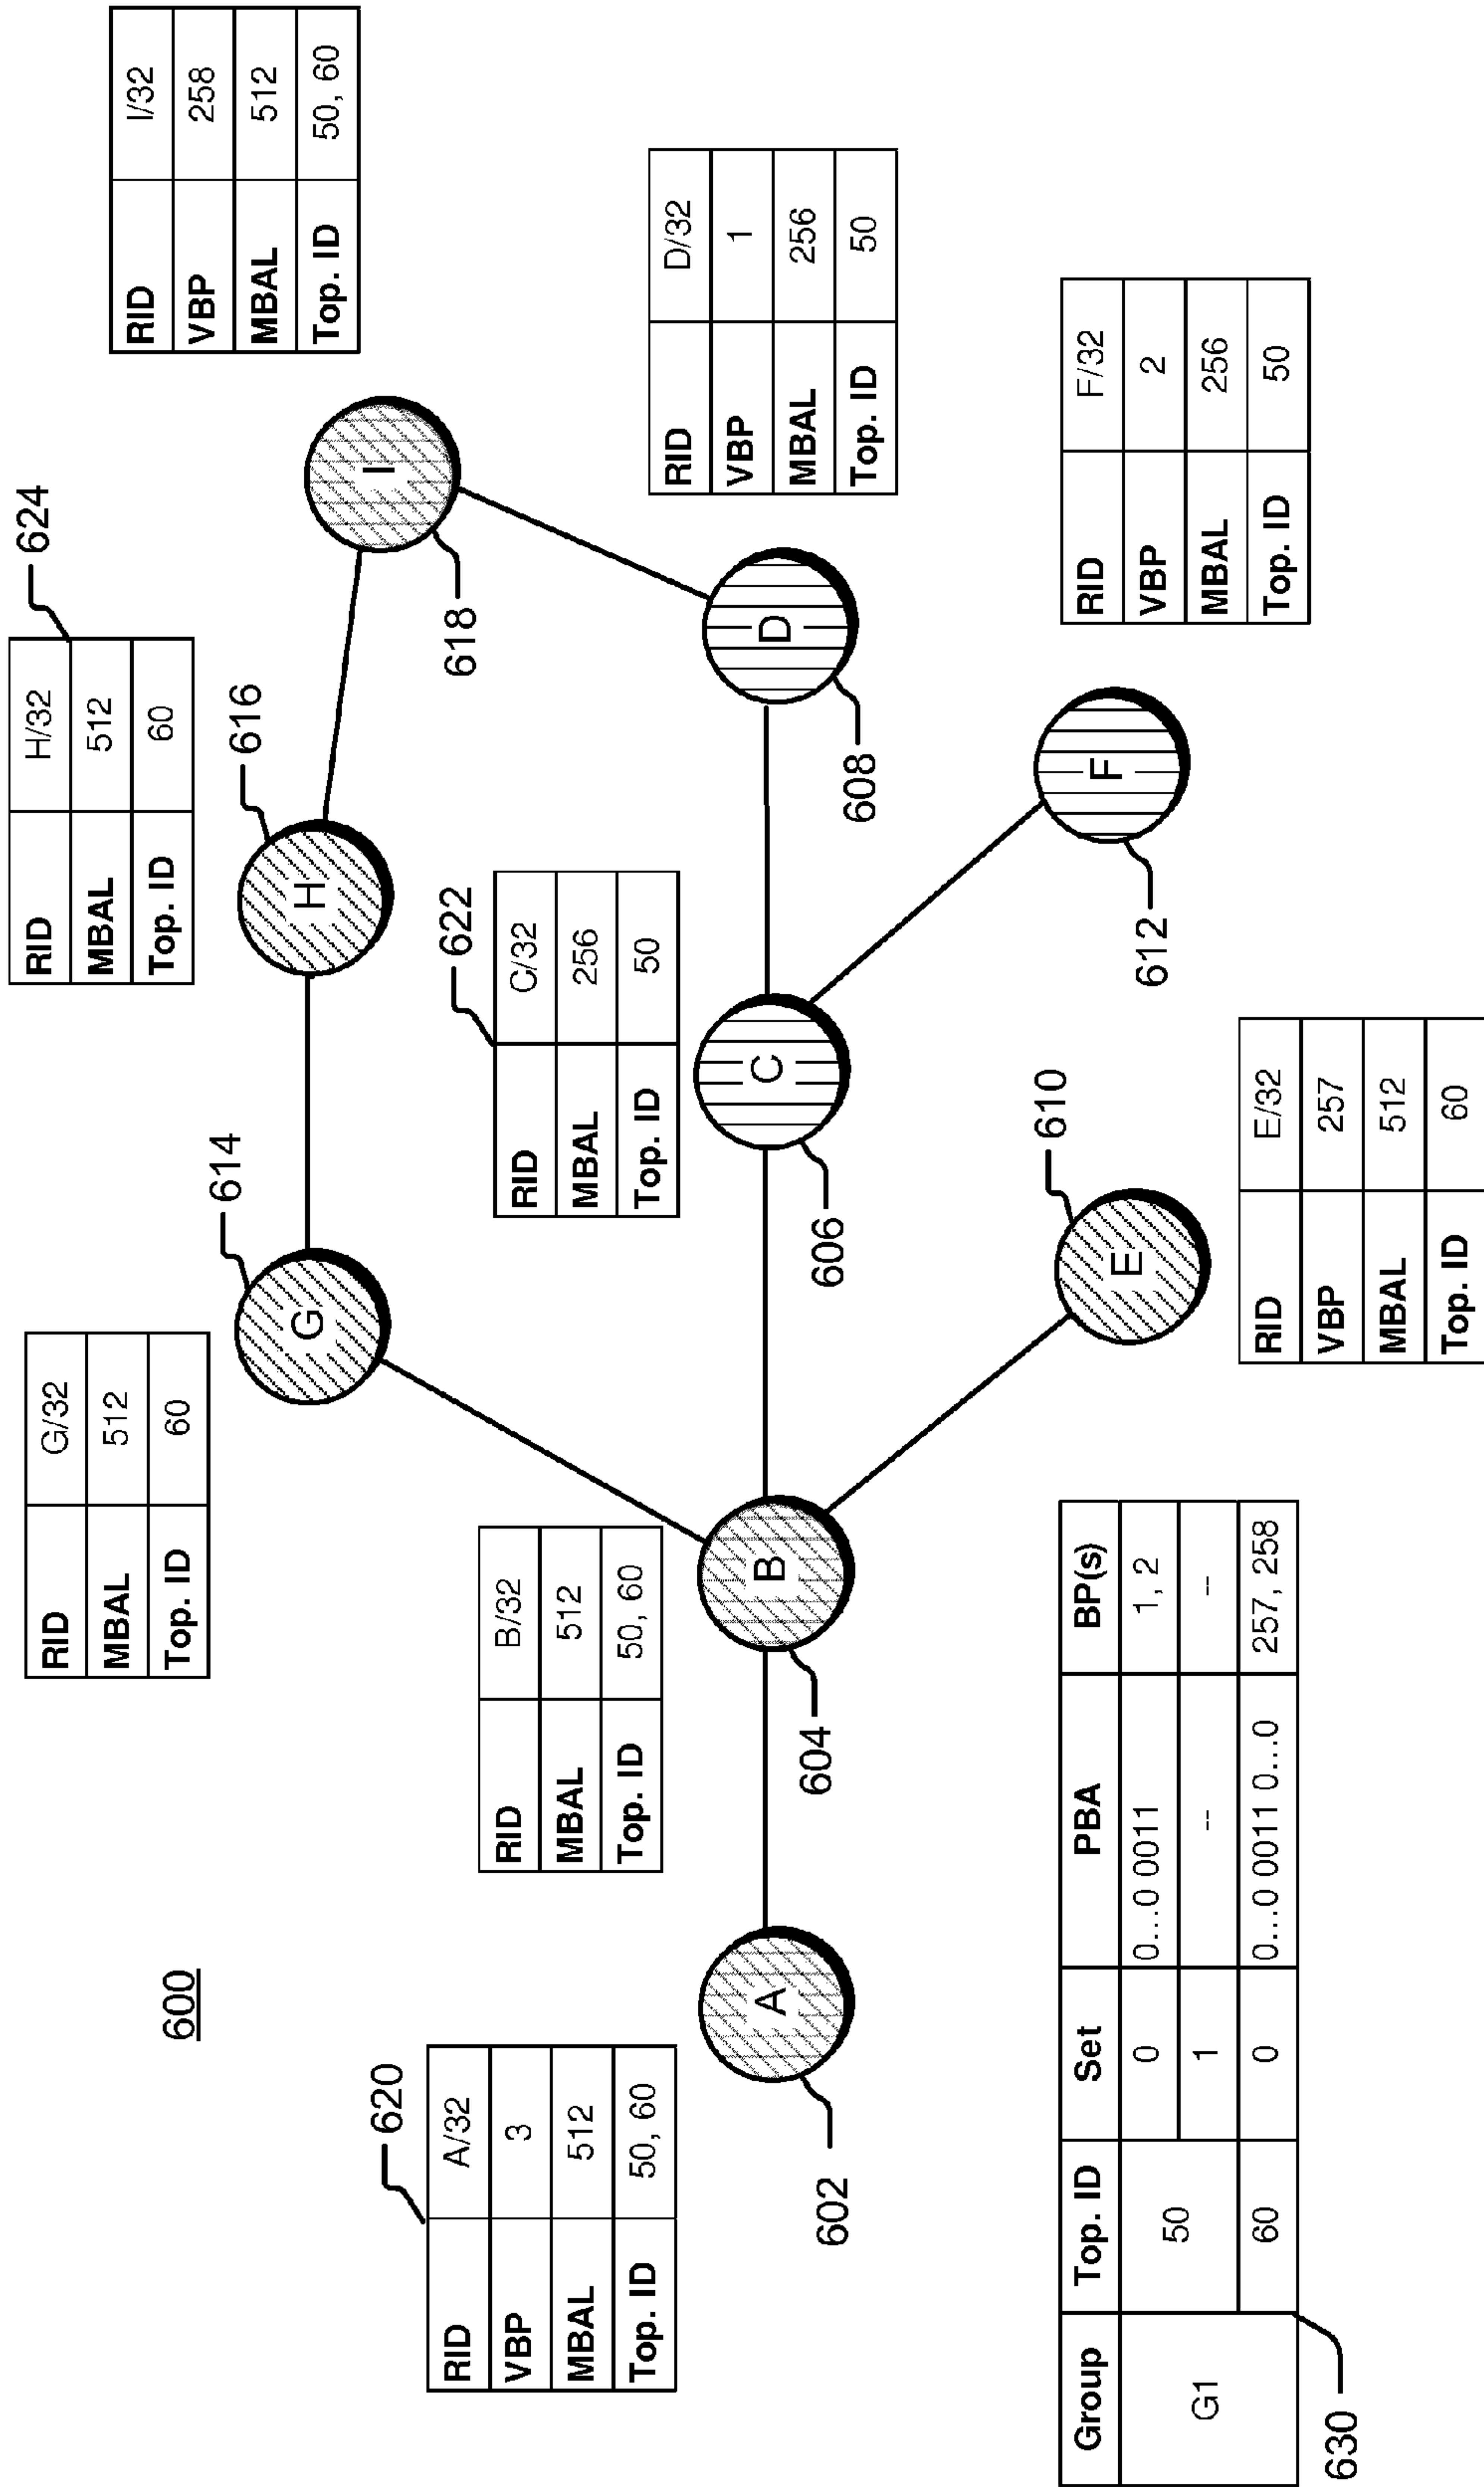 600
620
RID A/32
VBP 3
MBAL 512
Top. ID 50, 60
A
602
RID B/32
MBAL 512
Top. ID 50, 60
B
604
RID G/32
MBAL 512
Top. ID 60
G
614
RID H/32
MBAL 512
Top. ID 60
624
H
616
RID I/32
VBP 258
MBAL 512
Top. ID 50, 60
I
618
622
RID C/32
MBAL 256
Top. ID 50
C
606
RID D/32
VBP 1
MBAL 256
Top. ID 50
D
608
E
610
RID E/32
VBP 257
MBAL 512
Top. ID 60
F
612
RID F/32
VBP 2
MBAL 256
Top. ID 50
Group Top. ID Set PBA BP(s)
G1 50 0 0...0 0011 1, 2
1 -- --
60 0 0...0 0011 0...0 257, 258
630